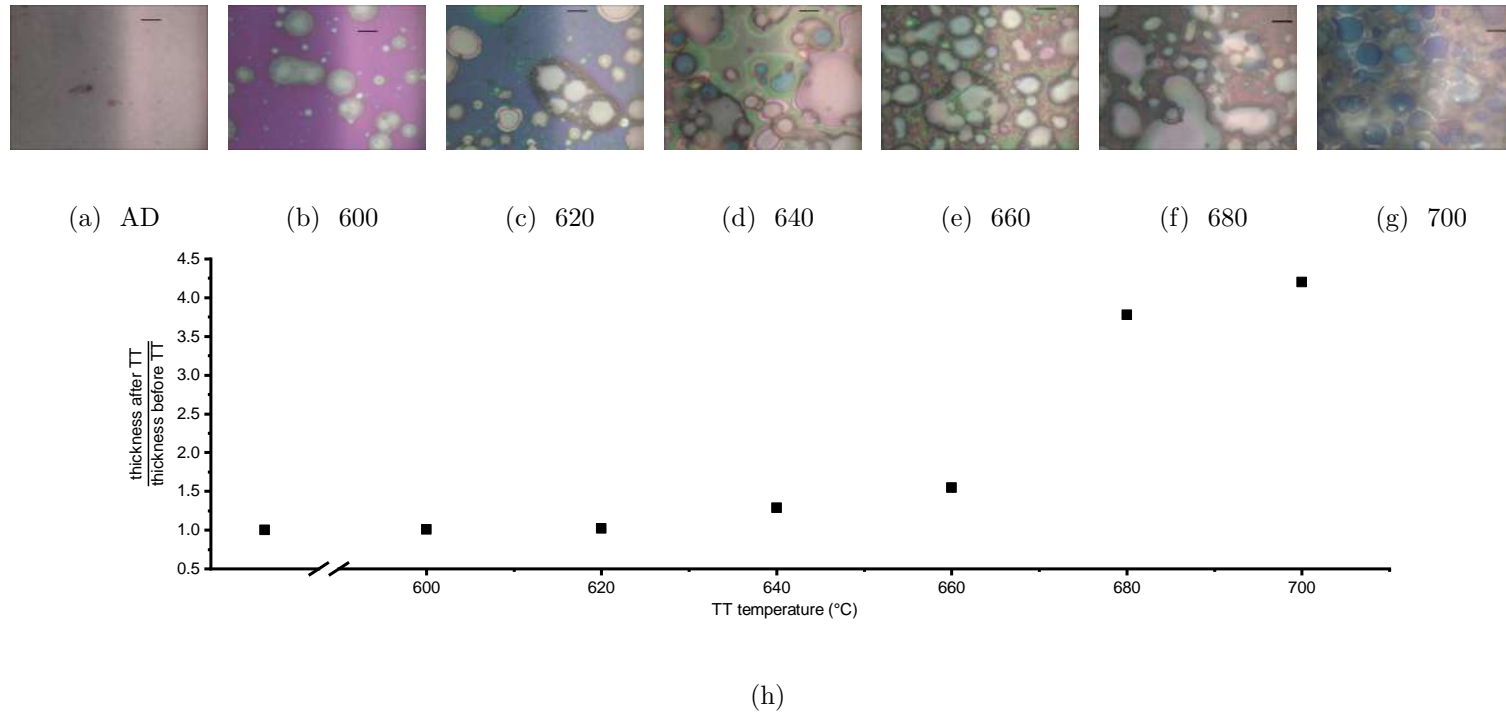 (a) AD
(b) 600
(c) 620
(d) 640
(e) 660
(f) 680
(g) 700
4.5
4.0
3.5
3.0
2.5
2.0
1.5
1.0
0.5
thickness after TT
thickness before TT
600 620 640 660 680 700
TT temperature (°C)
(h)